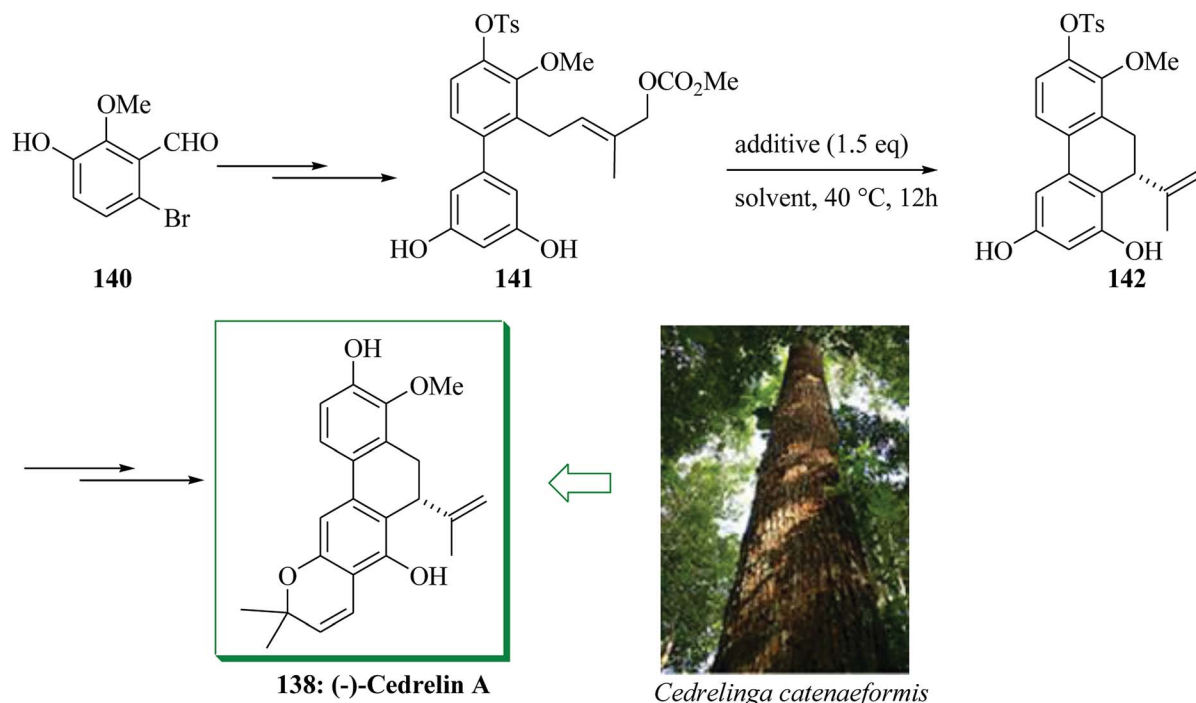 OTs
OMe
OCO₂Me
OMe
HO
CHO
Br
HO
OH
140
141
additive (1.5 eq)
solvent, 40 °C, 12h
OTs
OMe
HO
OH
142
OH
OMe
O
OH
138: (-)-Cedrelin A
Cedrelinga catenaeformis